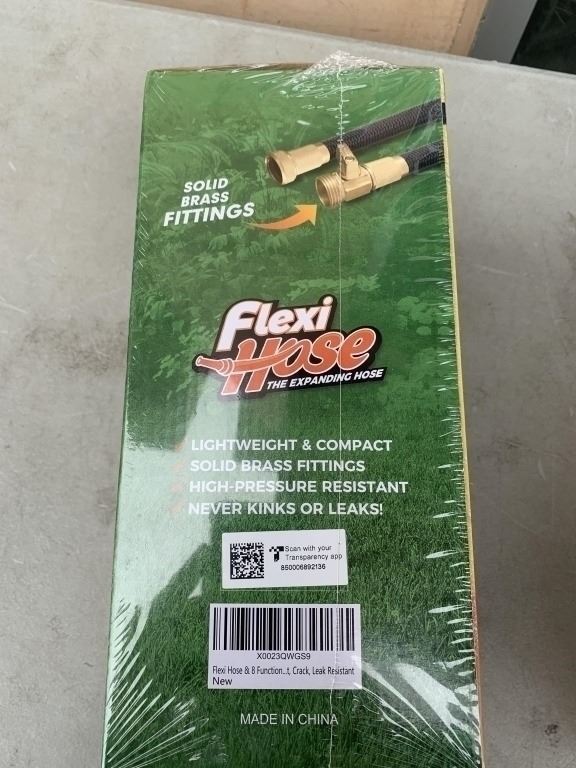 SOLID
BRASS
FITTINGS
Flexi
Hose
THE EXPANDING HOSE
LIGHTWEIGHT & COMPACT
SOLID BRASS FITTINGS
HIGH-PRESSURE RESISTANT
NEVER KINKS OR LEAKS!
Scan with your
Transparency app
850006892136
X0023QWGS9
Flexi Hose & 8 Function...t, Crack, Leak Resistant
New
MADE IN CHINA